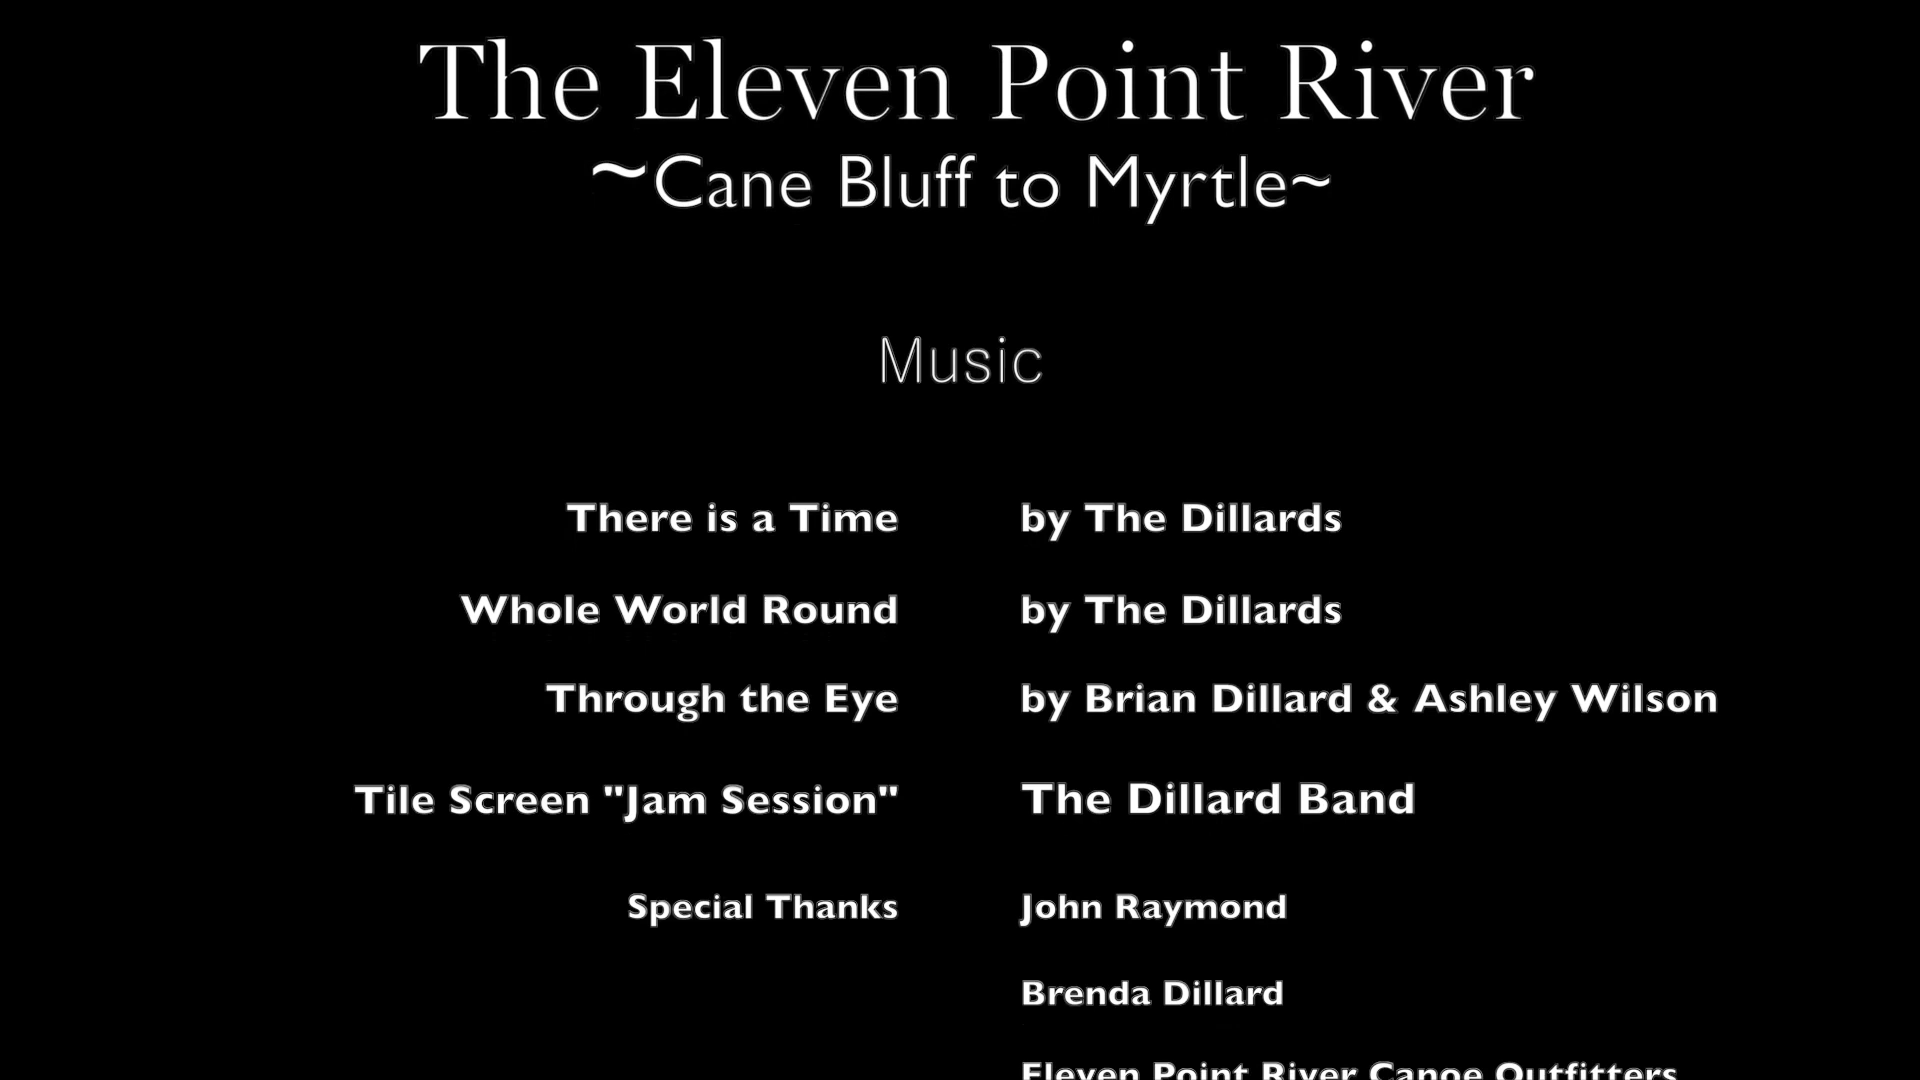 The Eleven Point River
~Cane Bluff to Myrtle~
Music
There is a Time by The Dillards
Whole World Round by The Dillards
Through the Eye by Brian Dillard & Ashley Wilson
Tile Screen "Jam Session" The Dillard Band
Special Thanks John Raymond
Brenda Dillard
Eleven Point River Canoe Outfitters